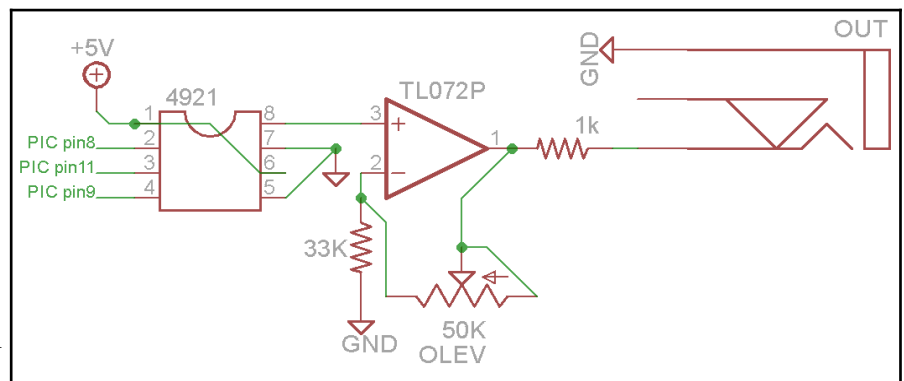 OUT
+5V
GND
TL072P
4921
1 8
3 + 1 1k
PIC pin8 2 7
2 −
PIC pin11 3 6
PIC pin9 4 5
33K
50K
GND OLEV